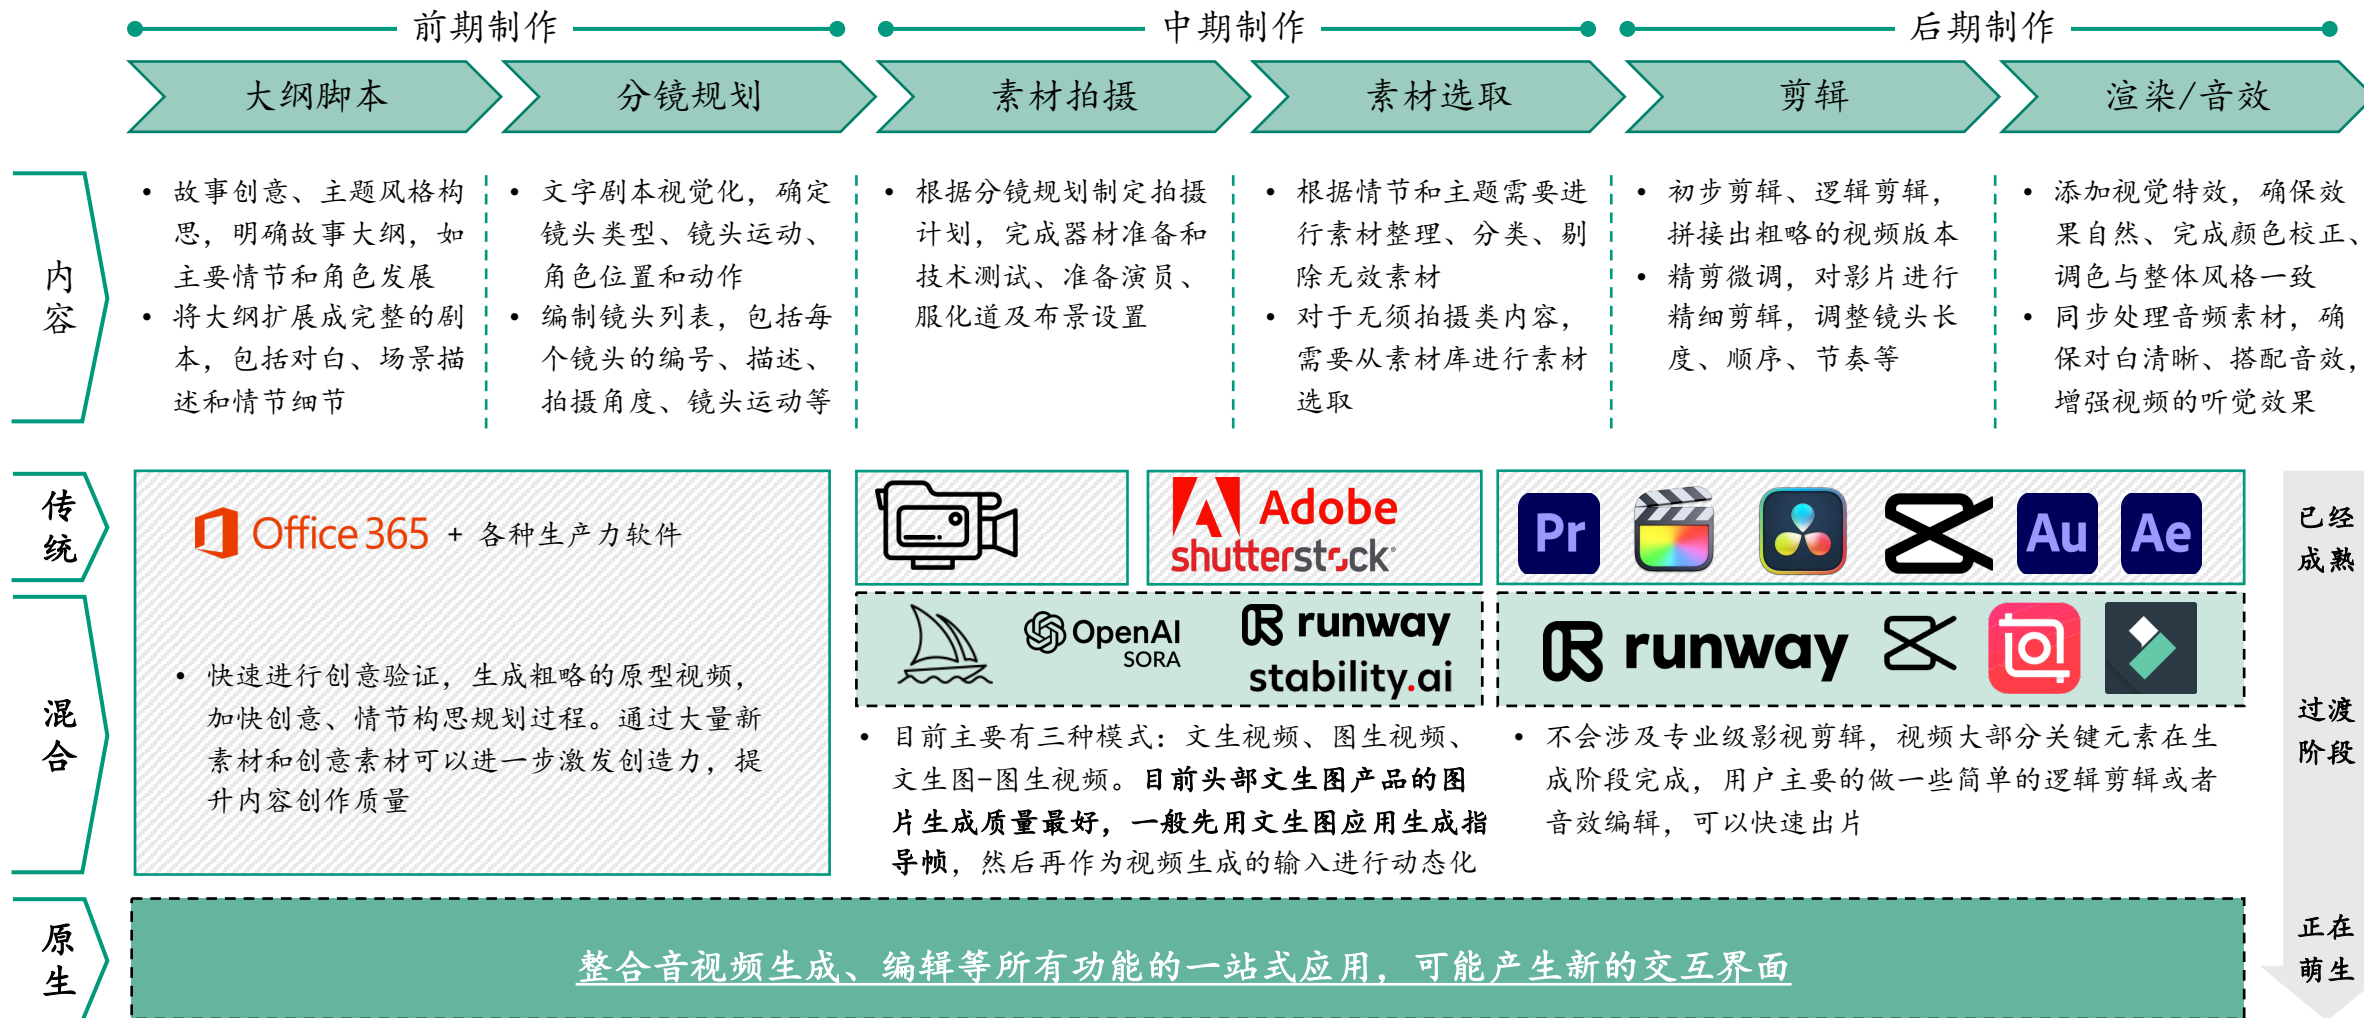 前期制作
中期制作
后期制作
大纲脚本
分镜规划
素材拍摄
素材选取
剪辑
渲染/音效
内
容
• 故事创意、主题风格构
思，明确故事大纲，如
主要情节和角色发展
• 将大纲扩展成完整的剧
本，包括对白、场景描
述和情节细节
• 文字剧本视觉化，确定
镜头类型、镜头运动、
角色位置和动作
• 编制镜头列表，包括每
个镜头的编号、描述、
拍摄角度、镜头运动等
• 根据分镜规划制定拍摄
计划，完成器材准备和
技术测试、准备演员、
服化道及布景设置
• 根据情节和主题需要进
行素材整理、分类、剔
除无效素材
• 对于无须拍摄类内容，
需要从素材库进行素材
选取
• 初步剪辑、逻辑剪辑，
拼接出粗略的视频版本
• 精剪微调，对影片进行
精细剪辑，调整镜头长
度、顺序、节奏等
• 添加视觉特效，确保效
果自然、完成颜色校正、
调色与整体风格一致
• 同步处理音频素材，确
保对白清晰、搭配音效，
增强视频的听觉效果
传
统
Office 365 + 各种生产力软件
Adobe
shutterstock
Pr
Au
Ae
已经
成熟
混
合
• 快速进行创意验证，生成粗略的原型视频，
加快创意、情节构思规划过程。通过大量新
素材和创意素材可以进一步激发创造力，提
升内容创作质量
OpenAI
SORA
runway
stability.ai
runway
• 目前主要有三种模式：文生视频、图生视频、
文生图-图生视频。目前头部文生图产品的图
片生成质量最好，一般先用文生图应用生成指
导帧，然后再作为视频生成的输入进行动态化
• 不会涉及专业级影视剪辑，视频大部分关键元素在生
成阶段完成，用户主要的做一些简单的逻辑剪辑或者
音效编辑，可以快速出片
过渡
阶段
原
生
整合音视频生成、编辑等所有功能的一站式应用，可能产生新的交互界面
正在
萌生